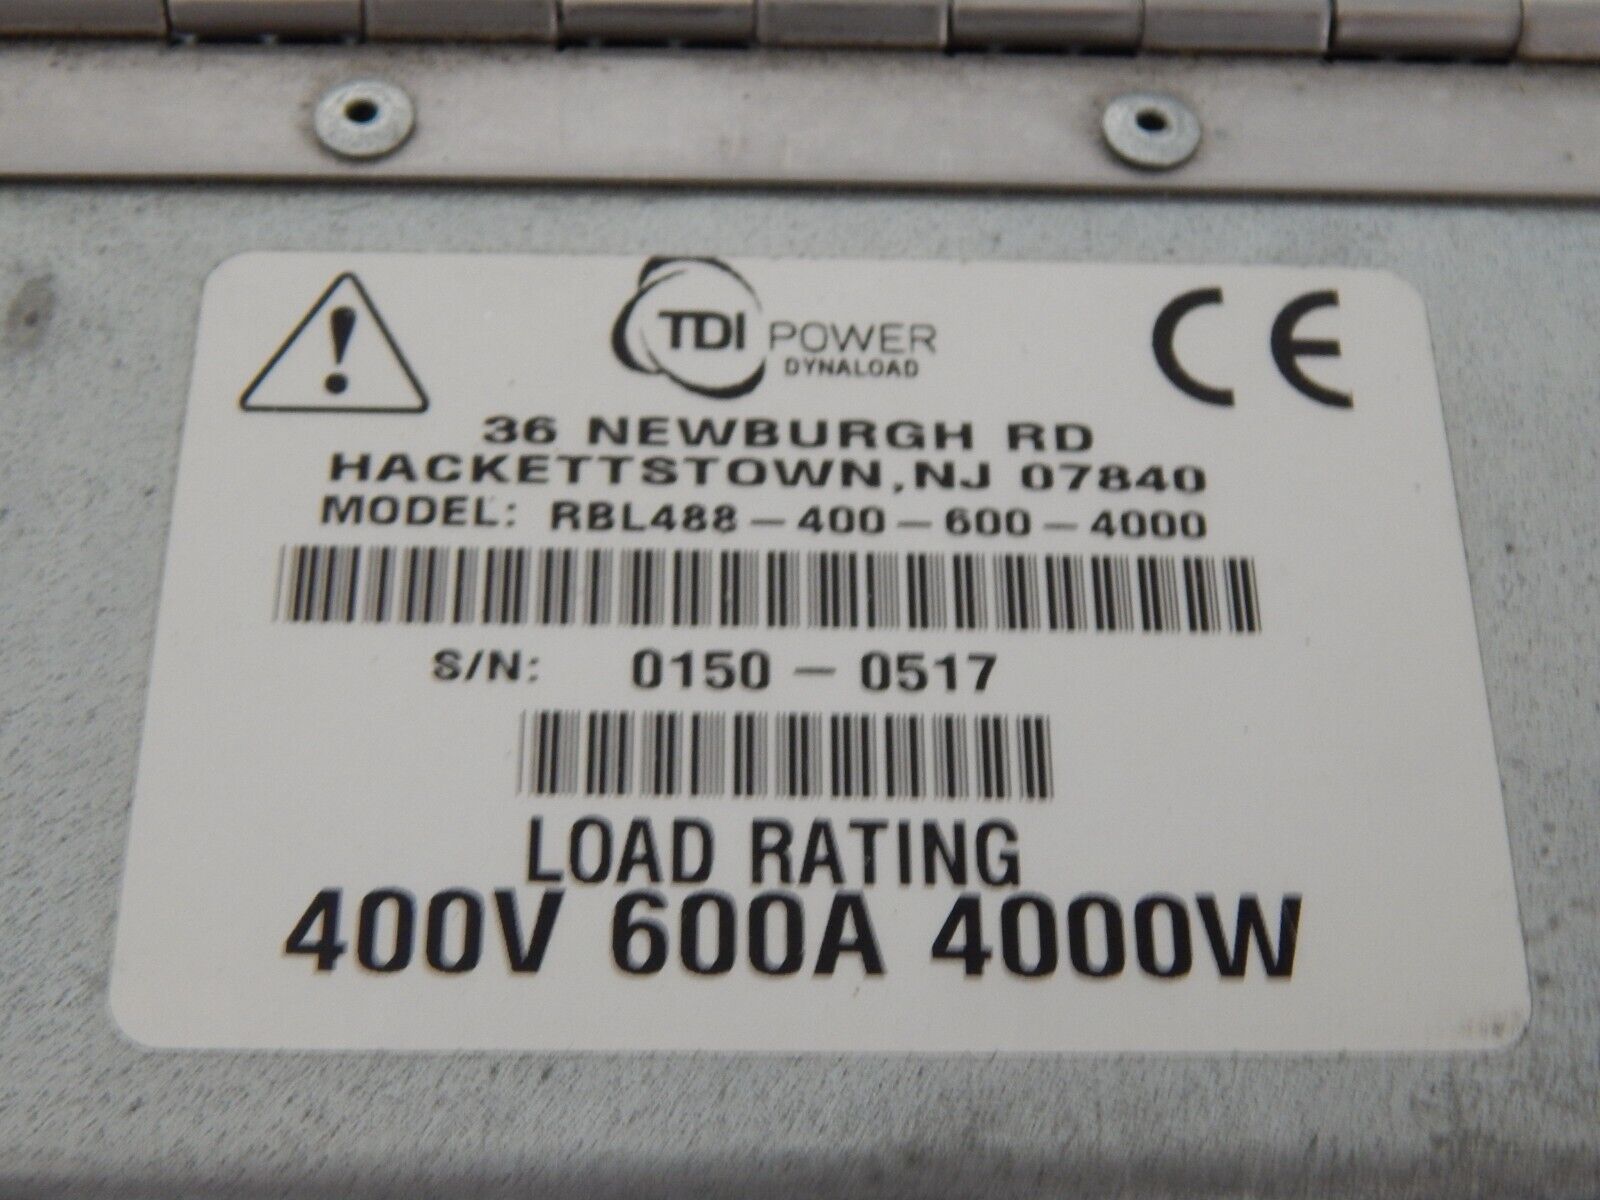 !
TDI POWER
DYNALOAD
CE
36 NEWBURGH RD
HACKETTSTOWN, NJ 07840
MODEL: RBL488-400-600-4000
S/N: 0150-0517
LOAD RATING
400V 600A 4000W